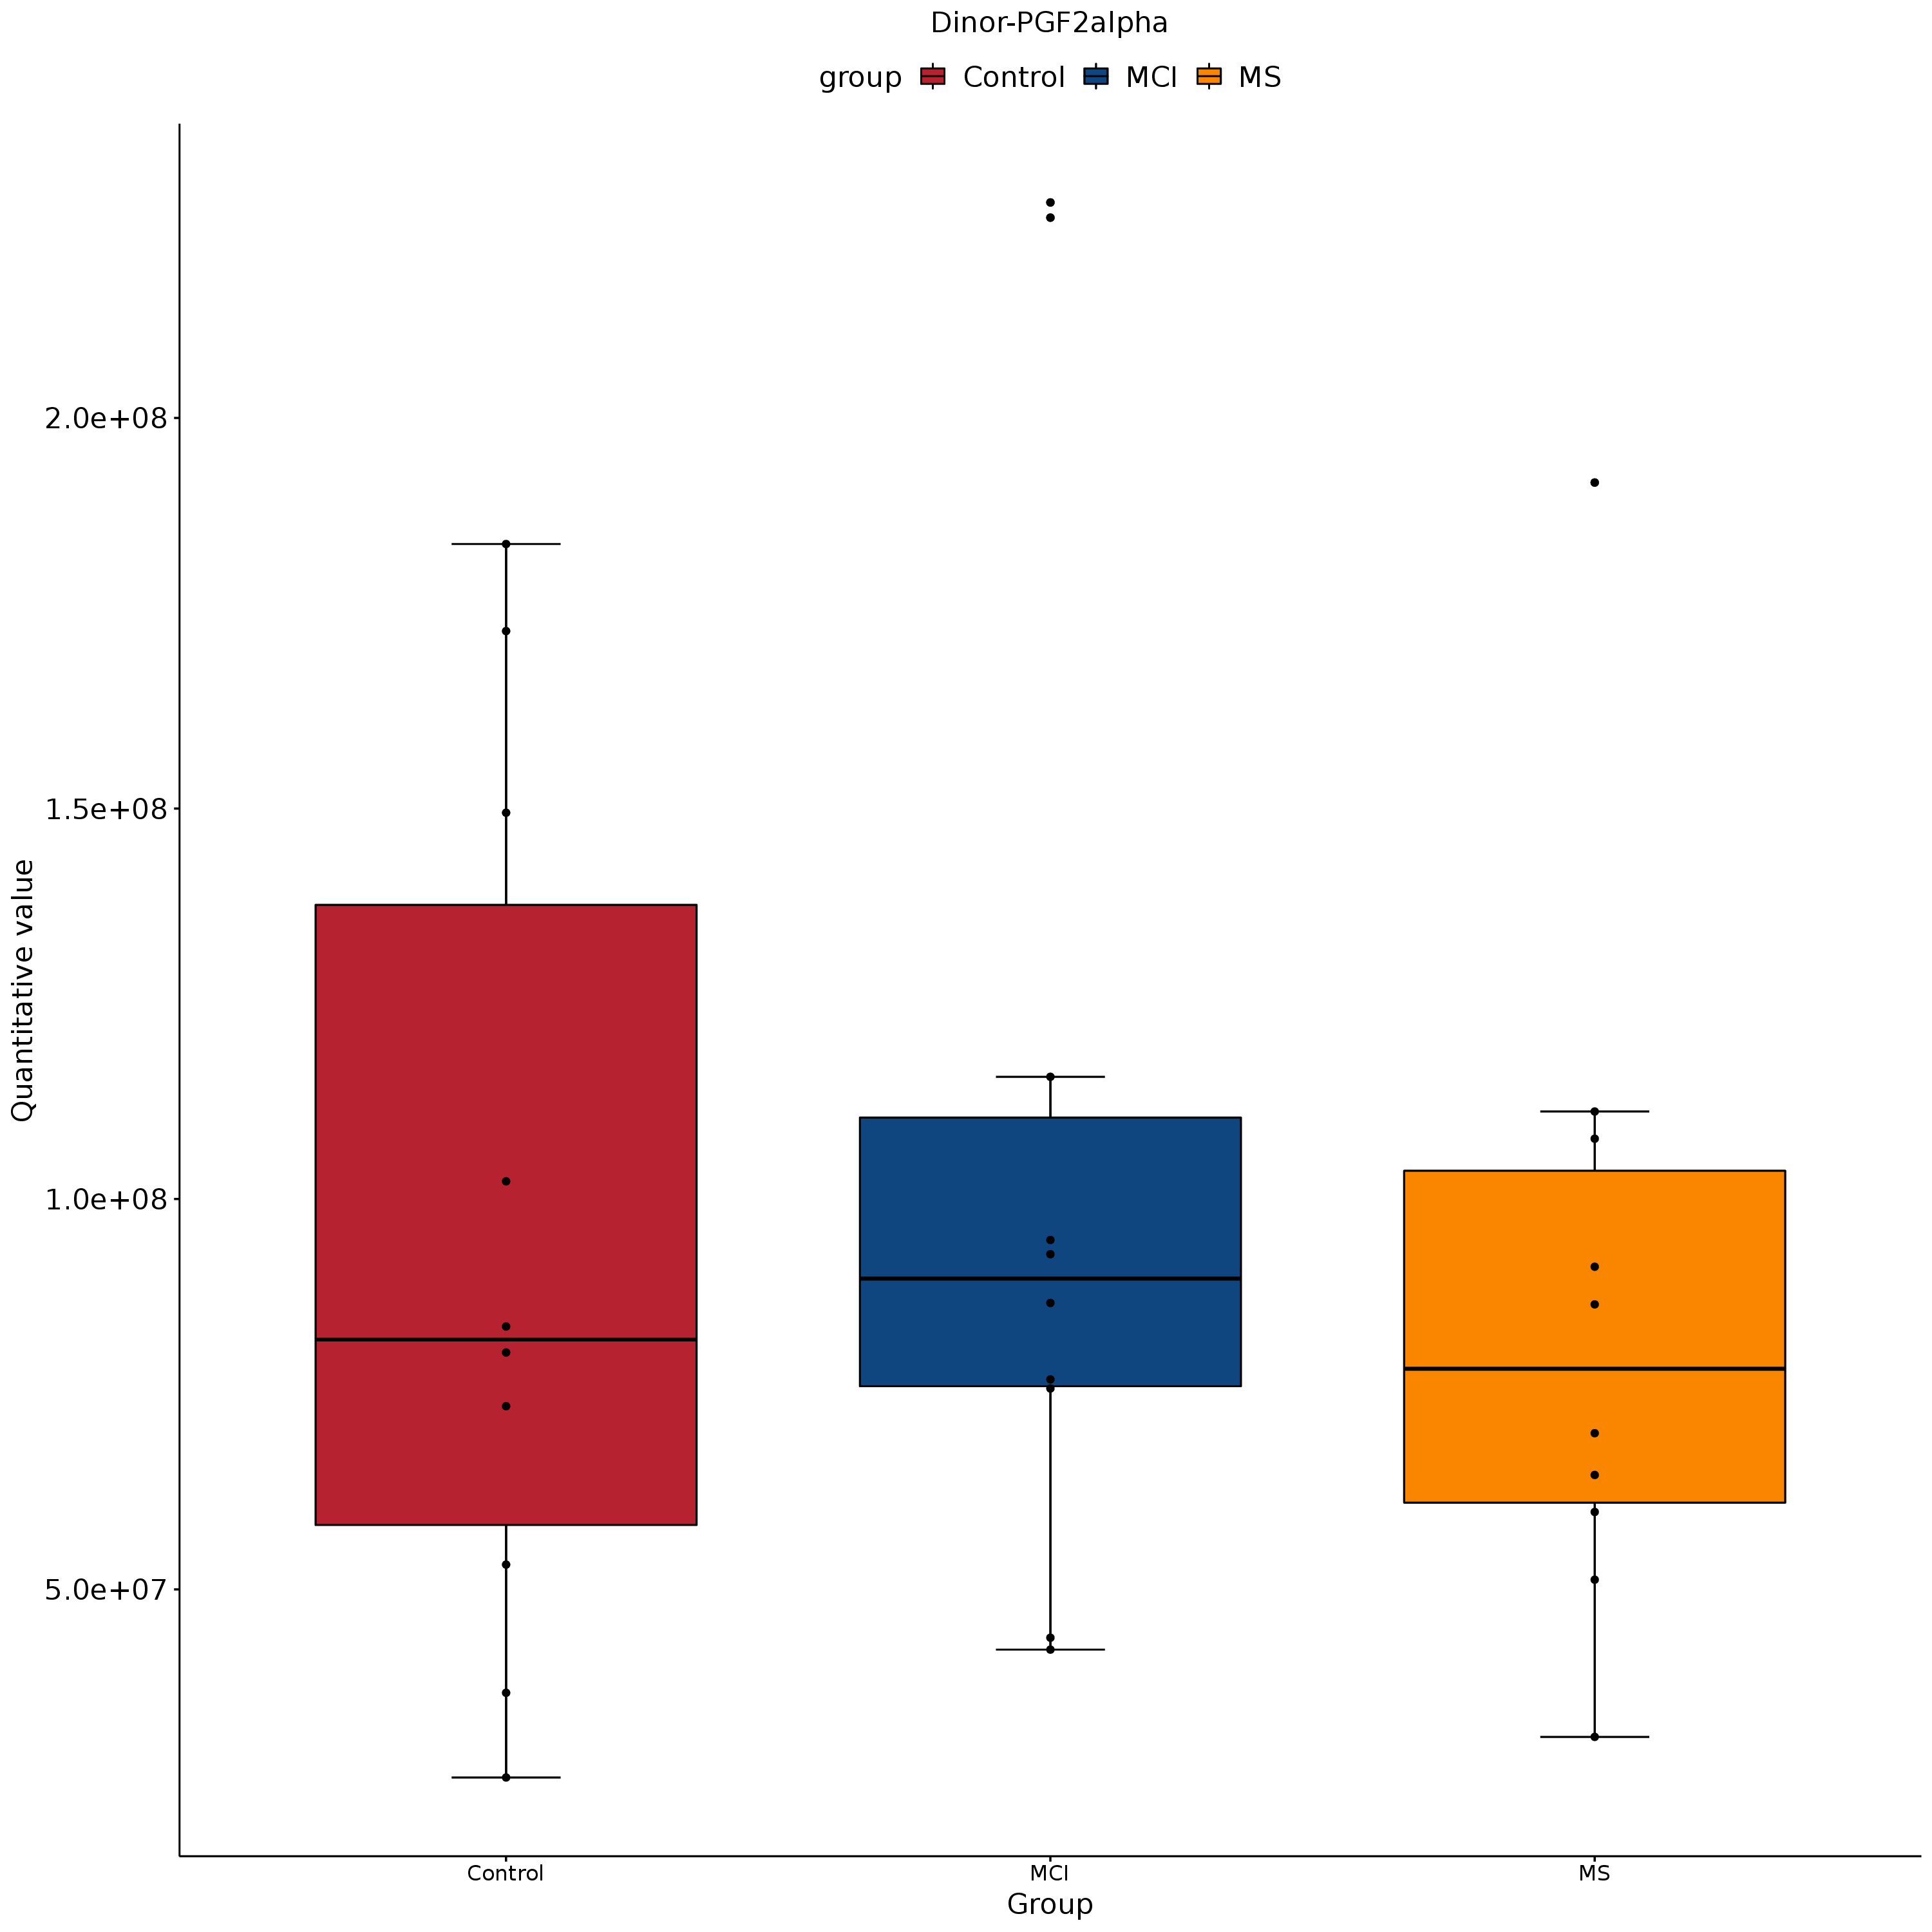 Dinor-PGF2alpha
group Control MCI MS
2.0e+08
1.5e+08
1.0e+08
5.0e+07
Quantitative value
Control MCI MS
Group